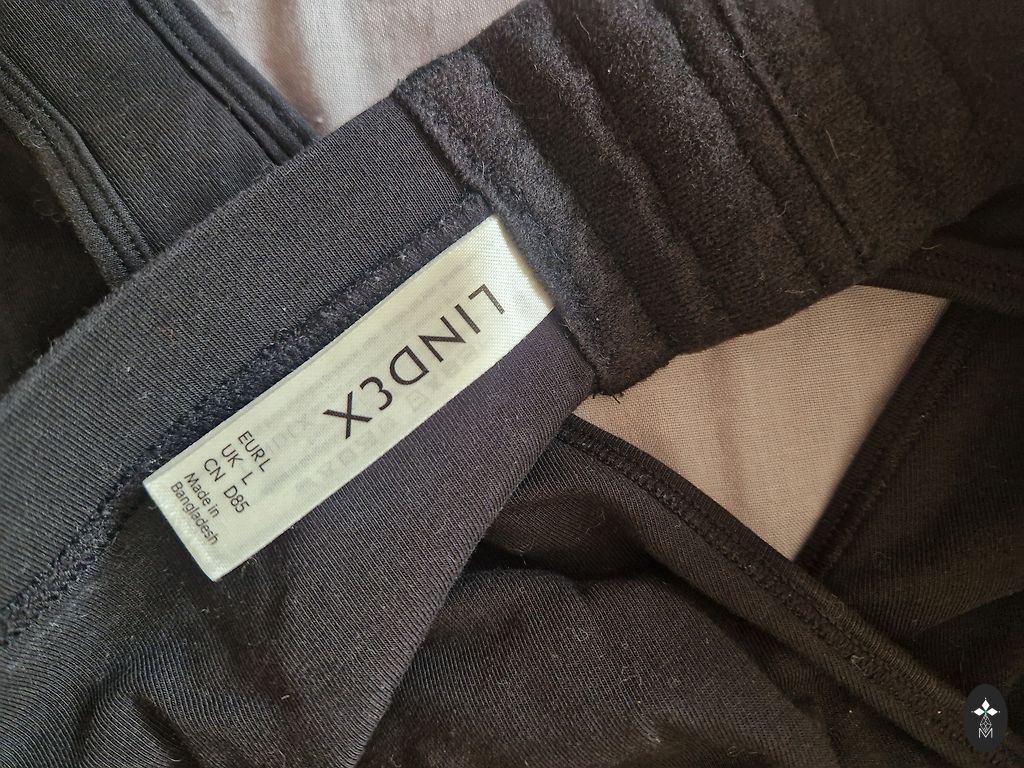 LINDEX
EUR L
UK L
CN D85
Made in
Bangladesh
M